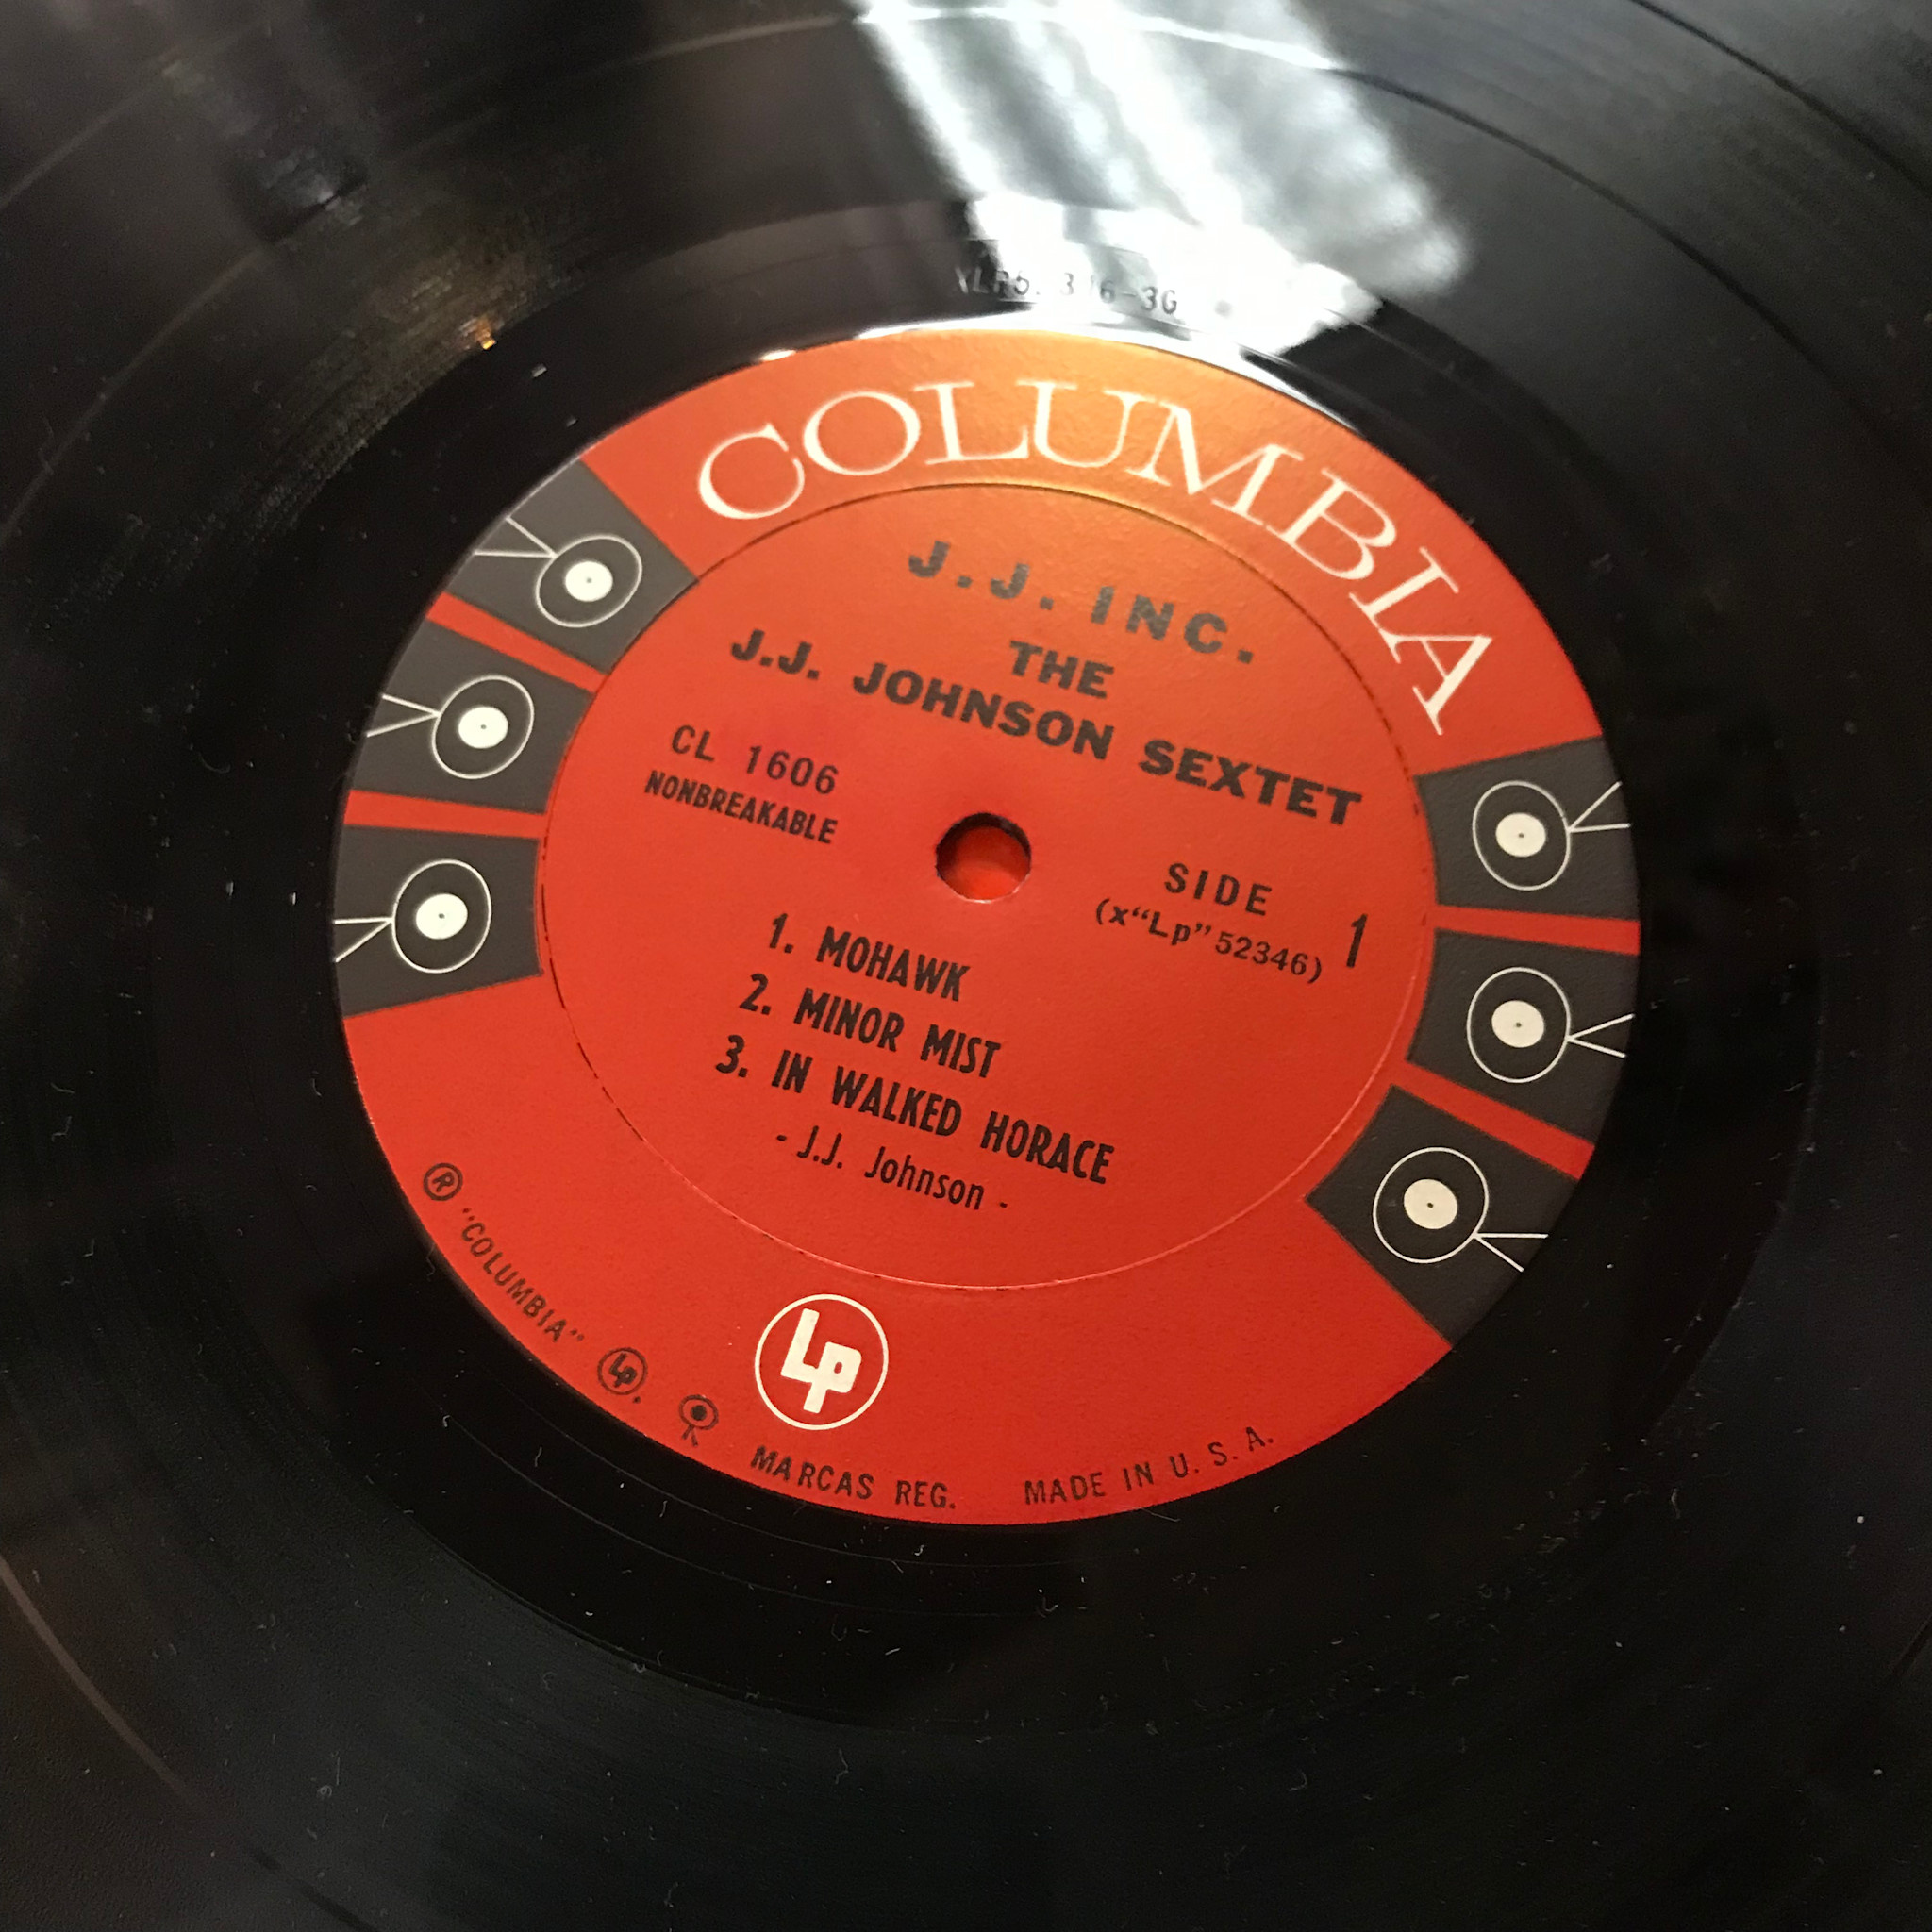 COLUMBIA
J.J. INC.
THE
J.J. JOHNSON SEXTET
CL 1606
NONBREAKABLE
SIDE 1
(x“Lp” 52346)
1. MOHAWK
2. MINOR MIST
3. IN WALKED HORACE
- J.J. Johnson -
Lp
Ⓡ "COLUMBIA" Lp. MARCAS REG. MADE IN U.S.A.